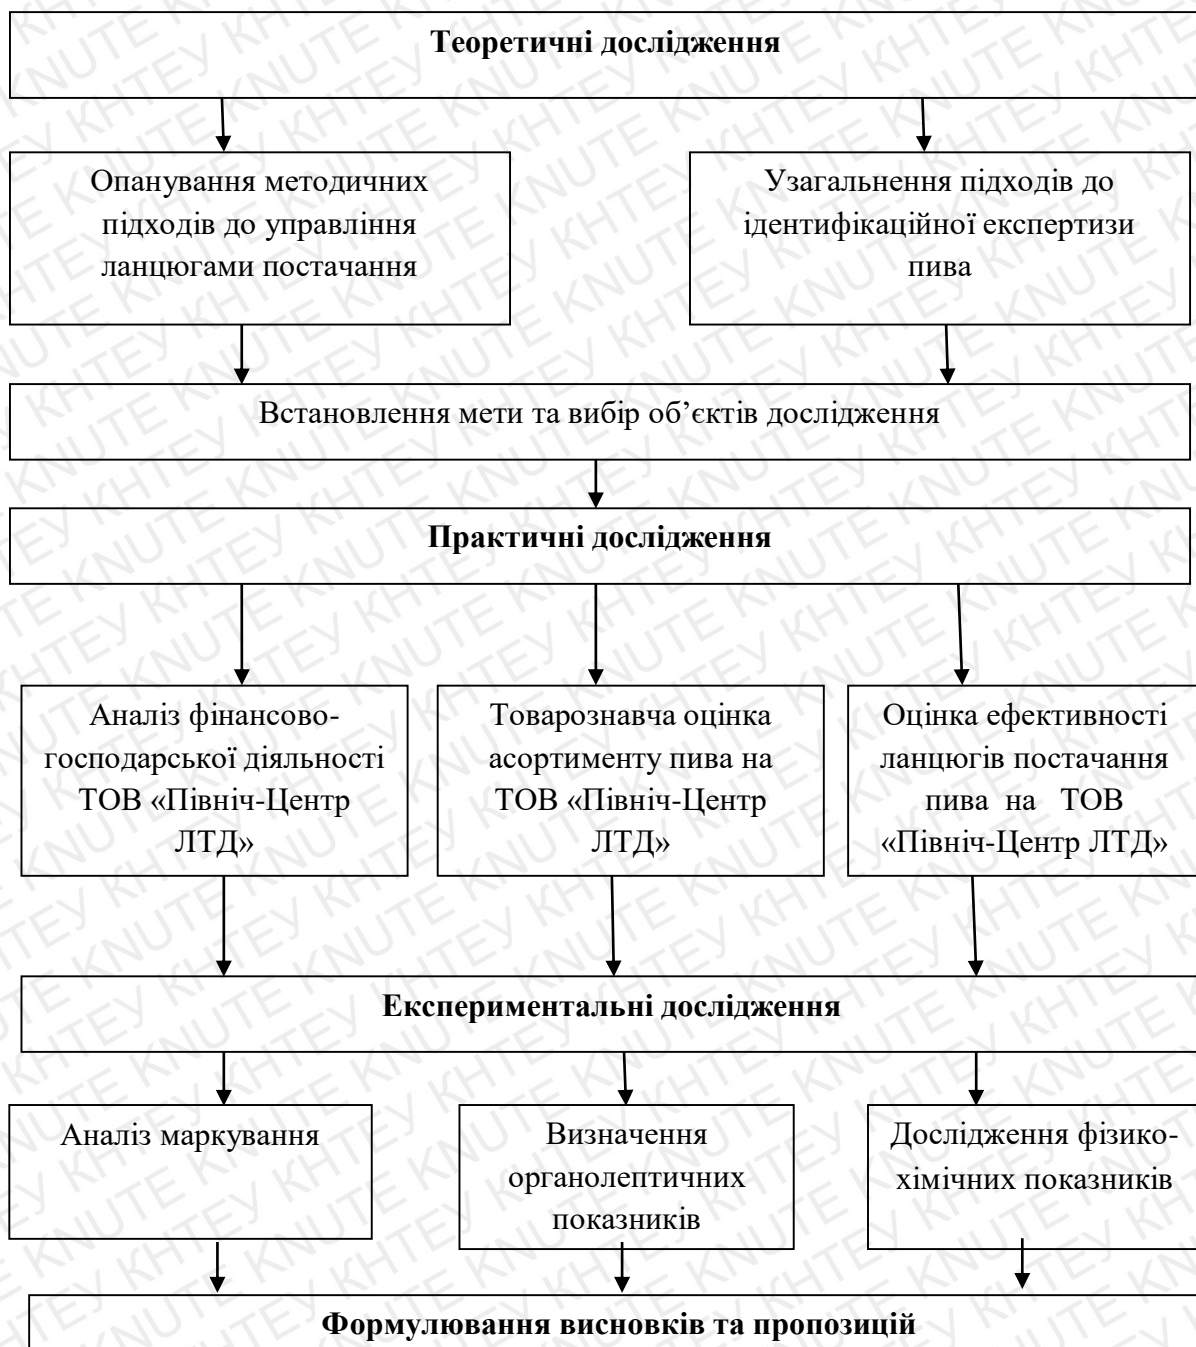 Теоретичні дослідження
Опанування методичних
підходів до управління
ланцюгами постачання
Узагальнення підходів до
ідентифікаційної експертизи
пива
Встановлення мети та вибір об’єктів дослідження
Практичні дослідження
Аналіз фінансово-
господарської діяльності
ТОВ «Північ-Центр
ЛТД»
Товарознавча оцінка
асортименту пива на
ТОВ «Північ-Центр
ЛТД»
Оцінка ефективності
ланцюгів постачання
пива на ТОВ
«Північ-Центр ЛТД»
Експериментальні дослідження
Аналіз маркування
Визначення
органолептичних
показників
Дослідження фізико-
хімічних показників
Формулювання висновків та пропозицій